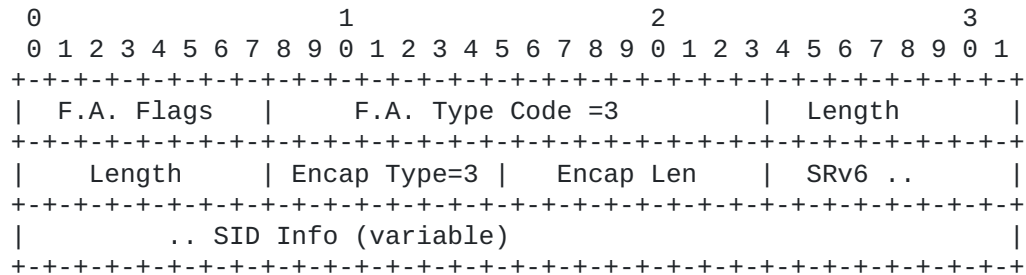 0                   1                   2                   3
 0 1 2 3 4 5 6 7 8 9 0 1 2 3 4 5 6 7 8 9 0 1 2 3 4 5 6 7 8 9 0 1
+-+-+-+-+-+-+-+-+-+-+-+-+-+-+-+-+-+-+-+-+-+-+-+-+-+-+-+-+-+-+-+-+
|  F.A. Flags   |     F.A. Type Code =3         |  Length       |
+-+-+-+-+-+-+-+-+-+-+-+-+-+-+-+-+-+-+-+-+-+-+-+-+-+-+-+-+-+-+-+-+
|    Length     | Encap Type=3 |   Encap Len    |  SRv6 ..      |
+-+-+-+-+-+-+-+-+-+-+-+-+-+-+-+-+-+-+-+-+-+-+-+-+-+-+-+-+-+-+-+-+
|         .. SID Info (variable)                                |
+-+-+-+-+-+-+-+-+-+-+-+-+-+-+-+-+-+-+-+-+-+-+-+-+-+-+-+-+-+-+-+-+